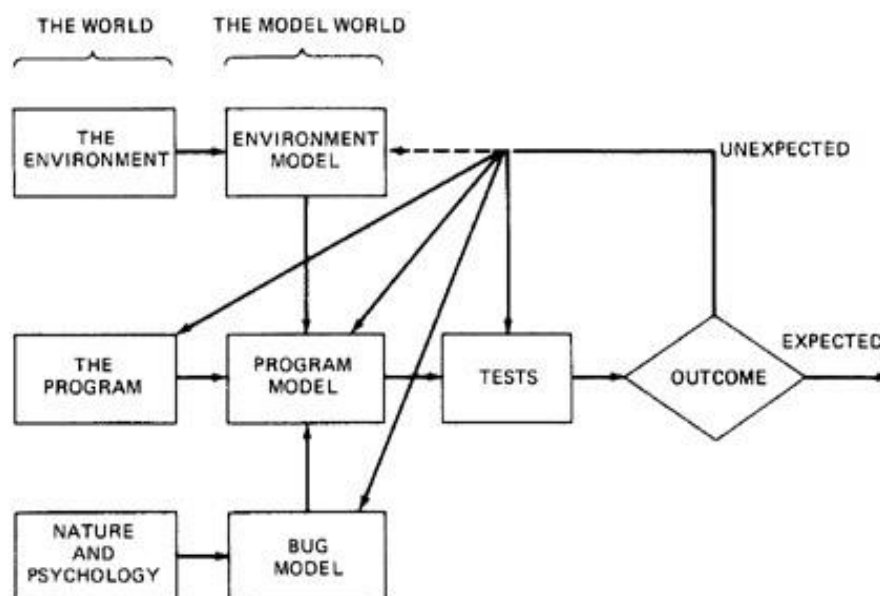 THE WORLD
THE MODEL WORLD
THE
ENVIRONMENT
ENVIRONMENT
MODEL
UNEXPECTED
THE
PROGRAM
PROGRAM
MODEL
TESTS
OUTCOME
EXPECTED
NATURE
AND
PSYCHOLOGY
BUG
MODEL